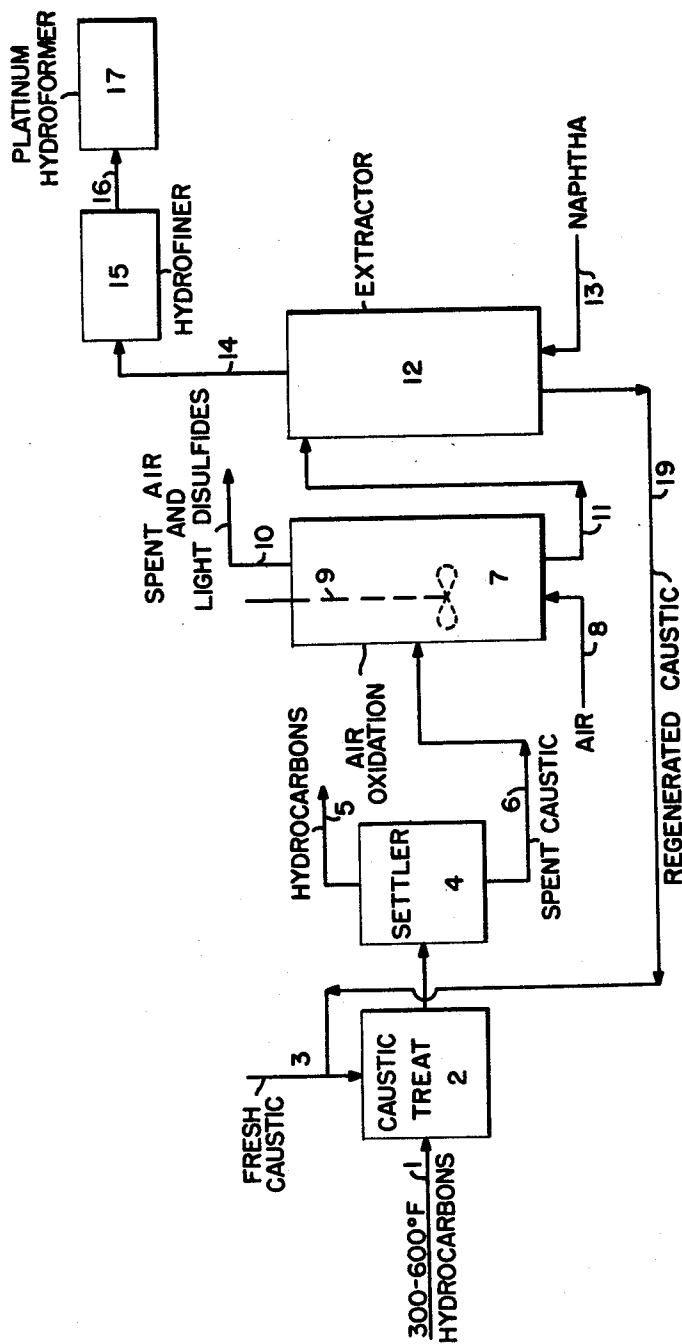 300-600°F
HYDROCARBONS
1
FRESH
CAUSTIC
3
CAUSTIC
TREAT
2
HYDROCARBONS
5
SETTLER
4
6
SPENT CAUSTIC
AIR
OXIDATION
SPENT AIR
AND
LIGHT DISULFIDES
10
9
7
8
AIR
11
EXTRACTOR
12
13
NAPHTHA
14
HYDROFINER
15
16
PLATINUM
HYDROFORMER
17
19
REGENERATED CAUSTIC